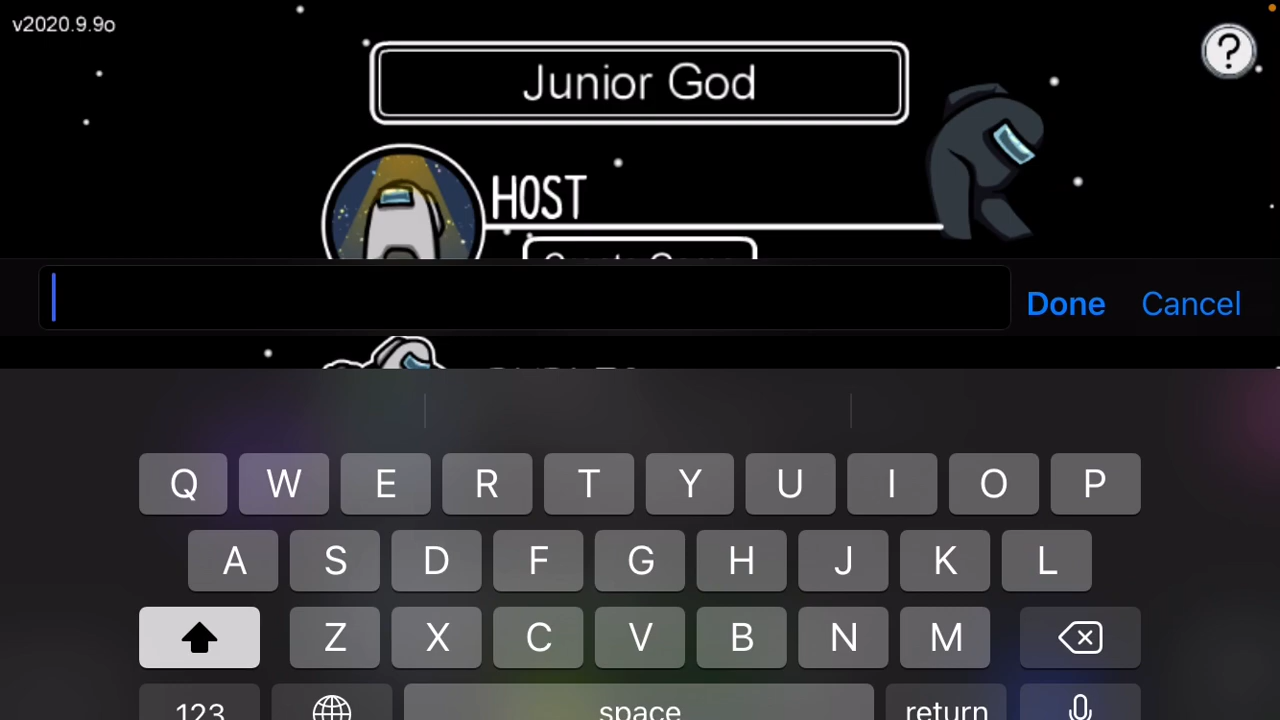 v2020.9.9o
?
Junior God
HOST
Done Cancel
Q W E R T Y U I O P
A S D F G H J K L
Z X C V B N M
123 space return